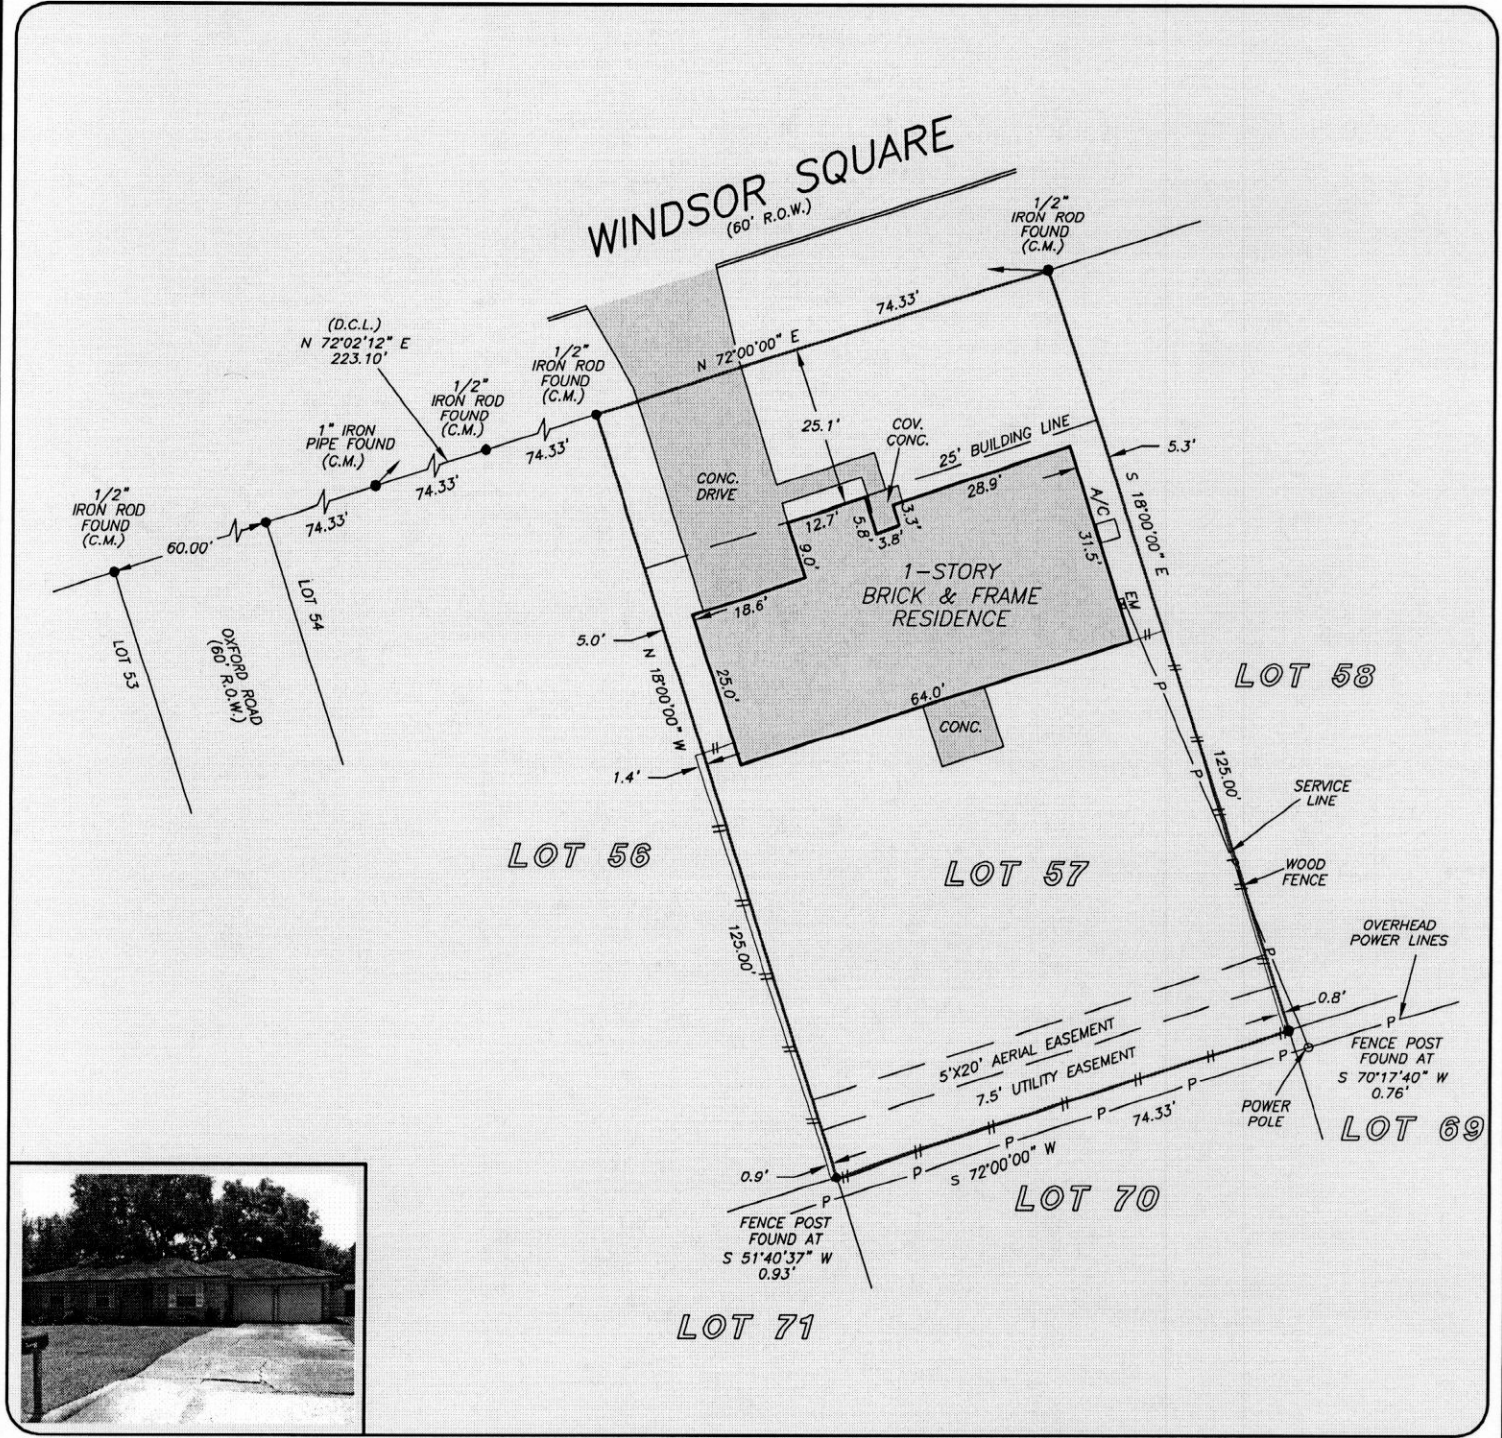 WINDSOR SQUARE
(60' R.O.W.)
1/2"
IRON ROD
FOUND
(C.M.)
74.33'
N 72°00'00" E
(D.C.L.)
N 72°02'12" E
223.10'
1/2"
IRON ROD
FOUND
(C.M.)
1/2"
IRON ROD
FOUND
(C.M.)
1" IRON
PIPE FOUND
(C.M.)
1/2"
IRON ROD
FOUND
(C.M.)
74.33'
74.33'
74.33'
60.00'
LOT 53
OXFORD ROAD
(60' R.O.W.)
LOT 54
25.1'
COV.
CONC.
25' BUILDING LINE
5.3'
CONC.
DRIVE
28.9'
12.7'
5.8'
3.3'
3.8'
9.0'
A/C
31.5'
S 18°00'00" E
1-STORY
BRICK & FRAME
RESIDENCE
18.6'
EM
5.0'
N 18°00'00" W
25.0'
64.0'
CONC.
1.4'
P
P
LOT 58
125.00'
SERVICE
LINE
LOT 56
LOT 57
WOOD
FENCE
125.00'
P
OVERHEAD
POWER LINES
0.8'
5'X20' AERIAL EASEMENT
7.5' UTILITY EASEMENT
P
FENCE POST
FOUND AT
S 70°17'40" W
0.76'
POWER
POLE
LOT 69
P
P
P
P
P
P
74.33'
S 72°00'00" W
0.9'
LOT 70
FENCE POST
FOUND AT
S 51°40'37" W
0.93'
LOT 71